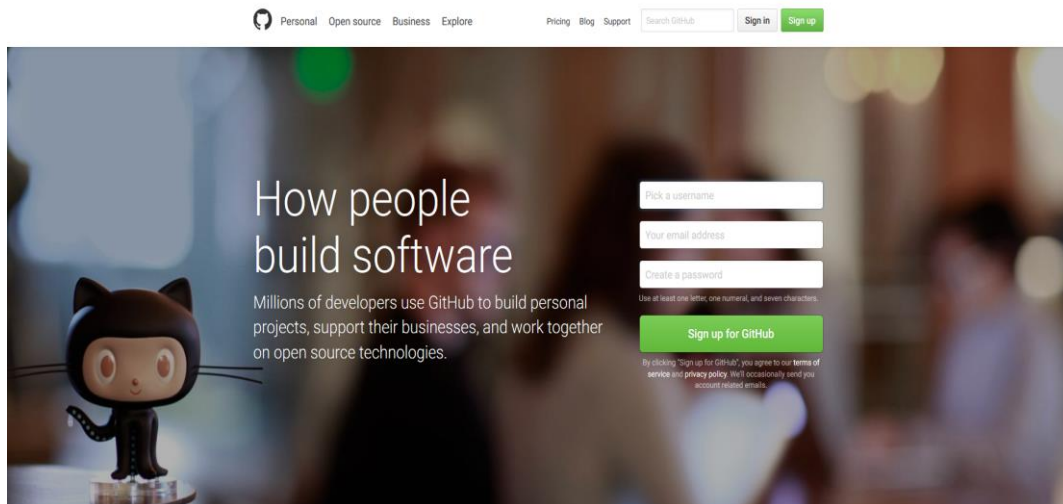 Personal Open source Business Explore Pricing Blog Support Search GitHub Sign in Sign up
How people
build software
Millions of developers use GitHub to build personal
projects, support their businesses, and work together
on open source technologies.
Pick a username
Your email address
Create a password
Use at least one letter, one numeral, and seven characters.
Sign up for GitHub
By clicking "Sign up for GitHub", you agree to our terms of
service and privacy policy. We'll occasionally send you
account related emails.